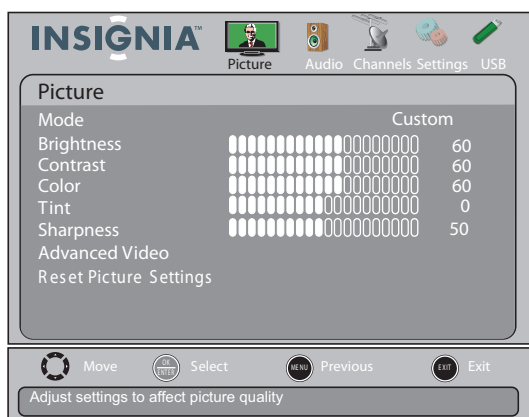 INSIGNIA™
Picture Audio Channels Settings USB
Picture
Mode Custom
Brightness 60
Contrast 60
Color 60
Tint 0
Sharpness 50
Advanced Video
Reset Picture Settings
Move OK ENTER Select MENU Previous EXIT Exit
Adjust settings to affect picture quality